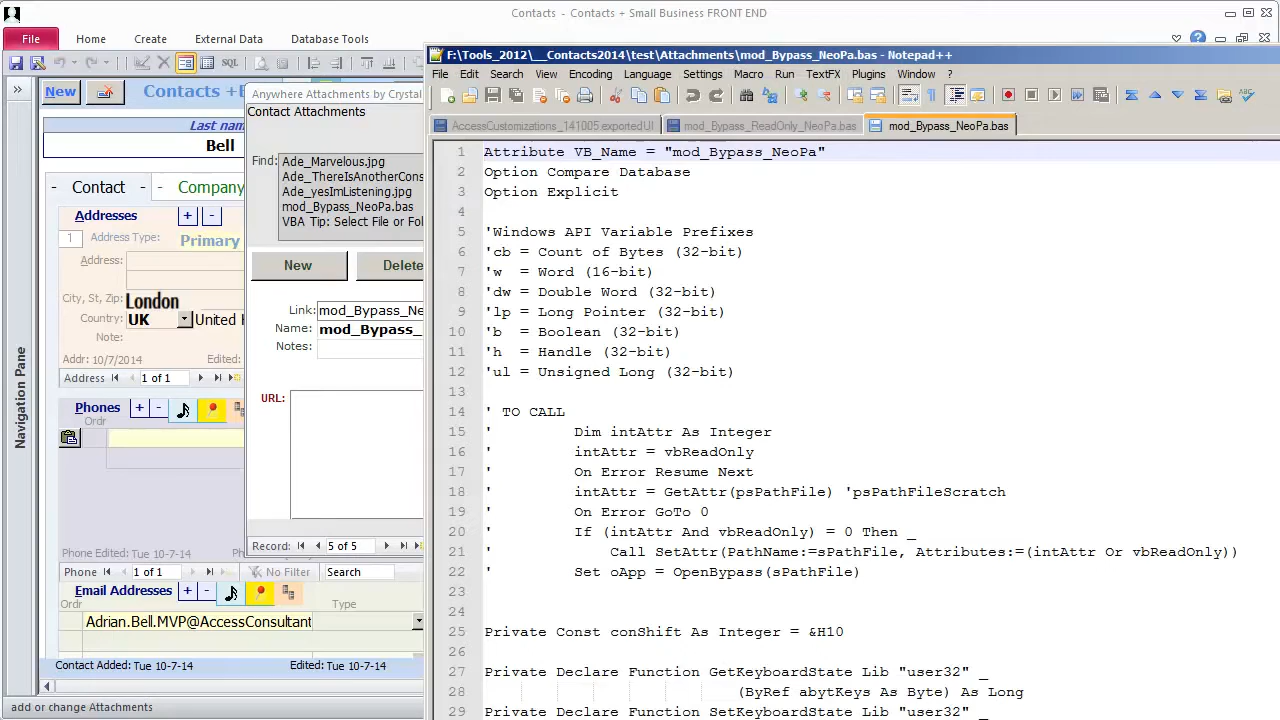 Contacts - Contacts + Small Business FRONT END
File Home Create External Data Database Tools
SQL
New Contacts +E
Last nam
Bell
- Contact - Company
Addresses + -
1 Address Type: Primary
Address:
City, St, Zip: London
Country: UK United K
Note:
Addr: 10/7/2014 Edited:
Address 1 of 1
Phones + -
Ordr
Phone Edited: Tue 10-7-14
Phone 1 of 1 No Filter Search
Email Addresses + -
Ordr Type
Adrian.Bell.MVP@AccessConsultant
Contact Added: Tue 10-7-14 Edited: Tue 10-7-14
add or change Attachments
Navigation Pane
Anywhere Attachments by Crystal
Contact Attachments
Find:
Ade_Marvelous.jpg
Ade_ThereIsAnotherCons
Ade_yesImListening.jpg
mod_Bypass_NeoPa.bas
VBA Tip: Select File or Fol
New Delete
Link: mod_Bypass_Ne
Name: mod_Bypass_
Notes:
URL:
Record: 5 of 5
F:\Tools_2012\__Contacts2014\test\Attachments\mod_Bypass_NeoPa.bas - Notepad++
File Edit Search View Encoding Language Settings Macro Run TextFX Plugins Window ?
AccessCustomizations_141005.exportedUI mod_Bypass_ReadOnly_NeoPa.bas mod_Bypass_NeoPa.bas
1 Attribute VB_Name = "mod_Bypass_NeoPa"
2 Option Compare Database
3 Option Explicit
4
5 'Windows API Variable Prefixes
6 'cb = Count of Bytes (32-bit)
7 'w = Word (16-bit)
8 'dw = Double Word (32-bit)
9 'lp = Long Pointer (32-bit)
10 'b = Boolean (32-bit)
11 'h = Handle (32-bit)
12 'ul = Unsigned Long (32-bit)
13
14 ' TO CALL
15 ' Dim intAttr As Integer
16 ' intAttr = vbReadOnly
17 ' On Error Resume Next
18 ' intAttr = GetAttr(psPathFile) 'psPathFileScratch
19 ' On Error GoTo 0
20 ' If (intAttr And vbReadOnly) = 0 Then _
21 ' Call SetAttr(PathName:=sPathFile, Attributes:=(intAttr Or vbReadOnly))
22 ' Set oApp = OpenBypass(sPathFile)
23
24
25 Private Const conShift As Integer = &H10
26
27 Private Declare Function GetKeyboardState Lib "user32" _
28 (ByRef abytKeys As Byte) As Long
29 Private Declare Function SetKeyboardState Lib "user32" _